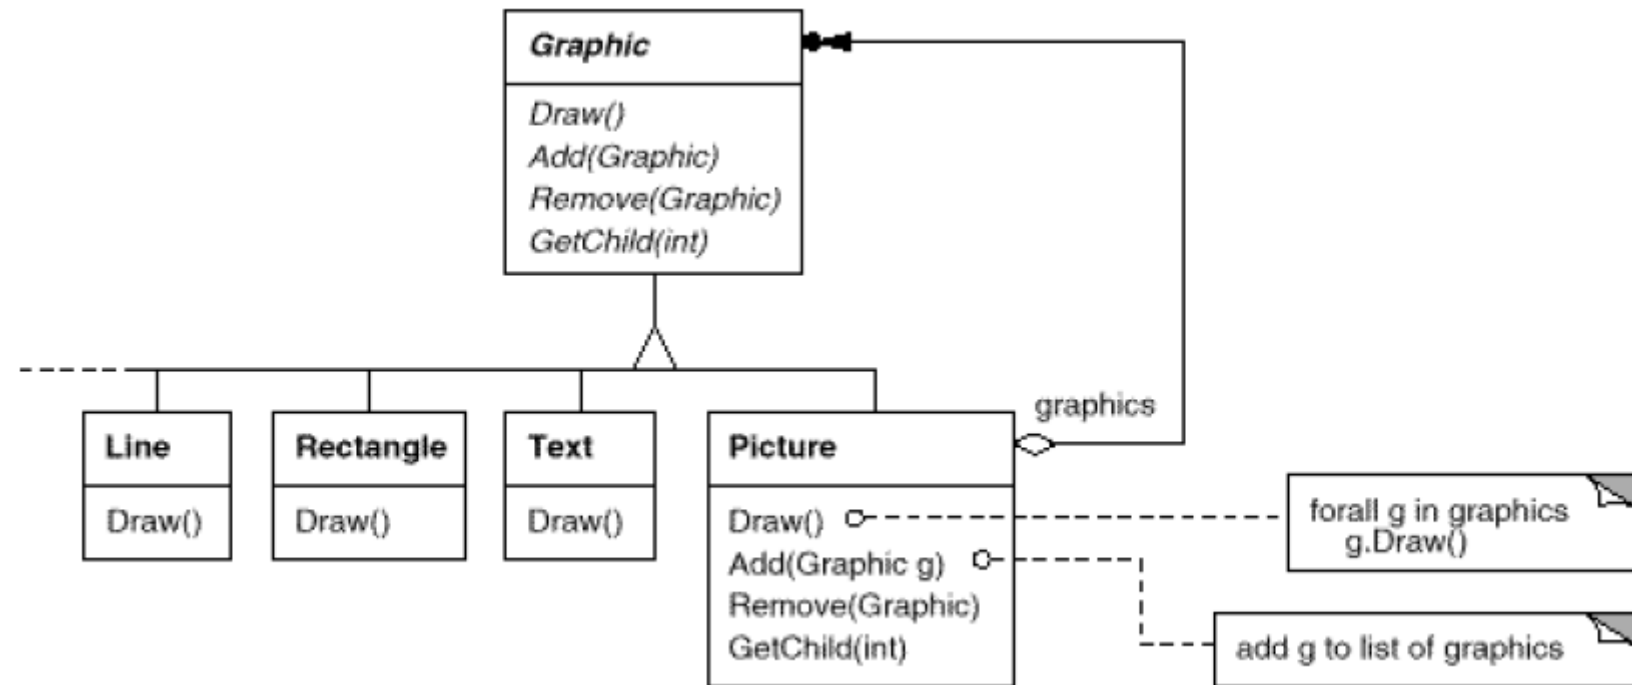 Graphic
Draw()
Add(Graphic)
Remove(Graphic)
GetChild(int)
graphics
Line
Draw()
Rectangle
Draw()
Text
Draw()
Picture
Draw()
Add(Graphic g)
Remove(Graphic)
GetChild(int)
forall g in graphics
g.Draw()
add g to list of graphics